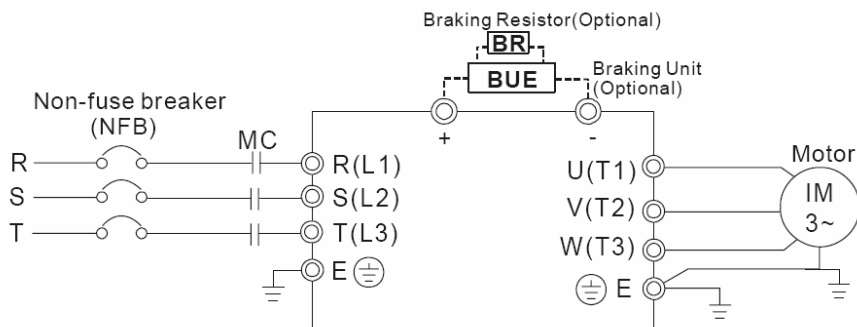 Braking Resistor(Optional)
BR
BUE
Braking Unit
(Optional)
Non-fuse breaker
(NFB)
+
-
MC
R
R(L1)
U(T1)
Motor
S
S(L2)
V(T2)
IM
3~
T
T(L3)
W(T3)
E
E